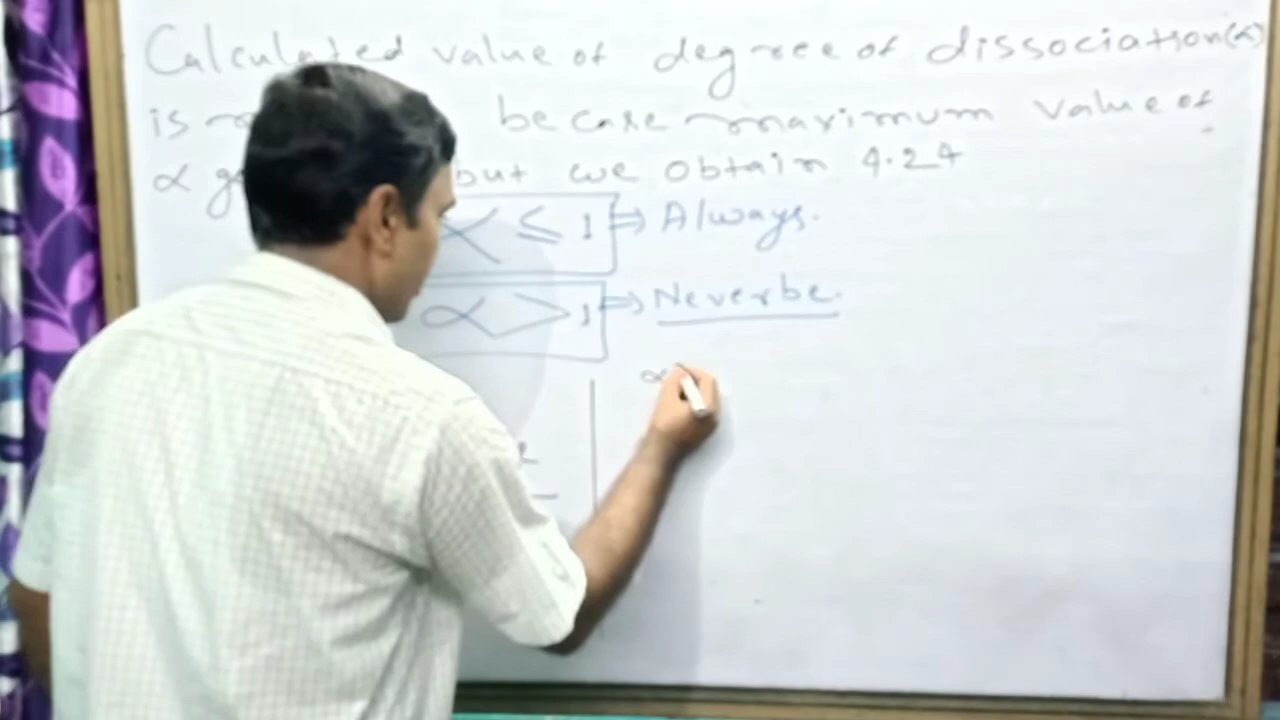 Calculated value of degree of dissociation(α)
is because maximum value of
α but we obtain 4.24
α ≤ 1 ⇒ Always.
α > 1 ⇒ Never be.
α